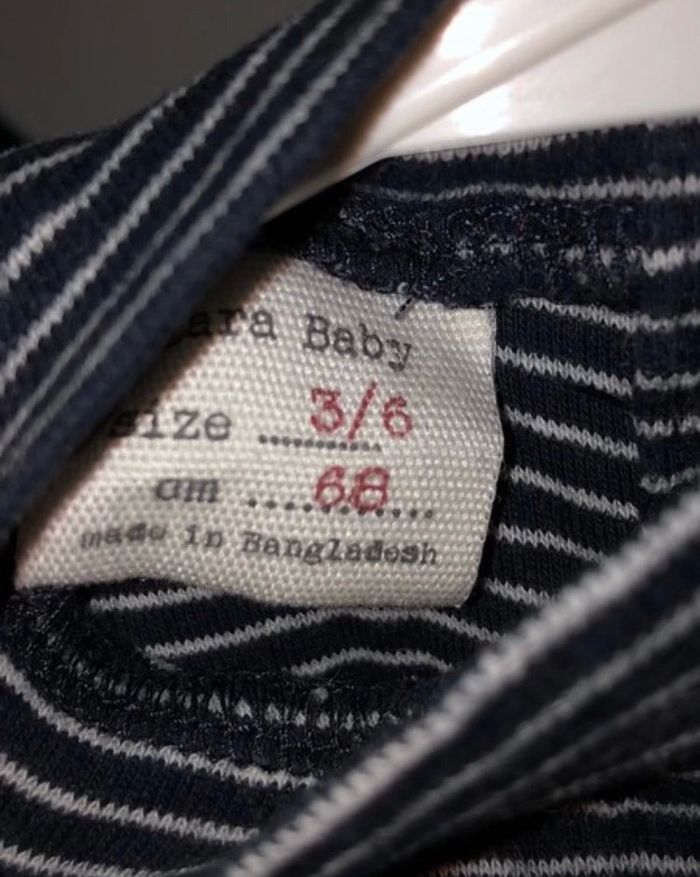 ara Baby
size ............ 3/6
cm ............ 68
made in Bangladesh